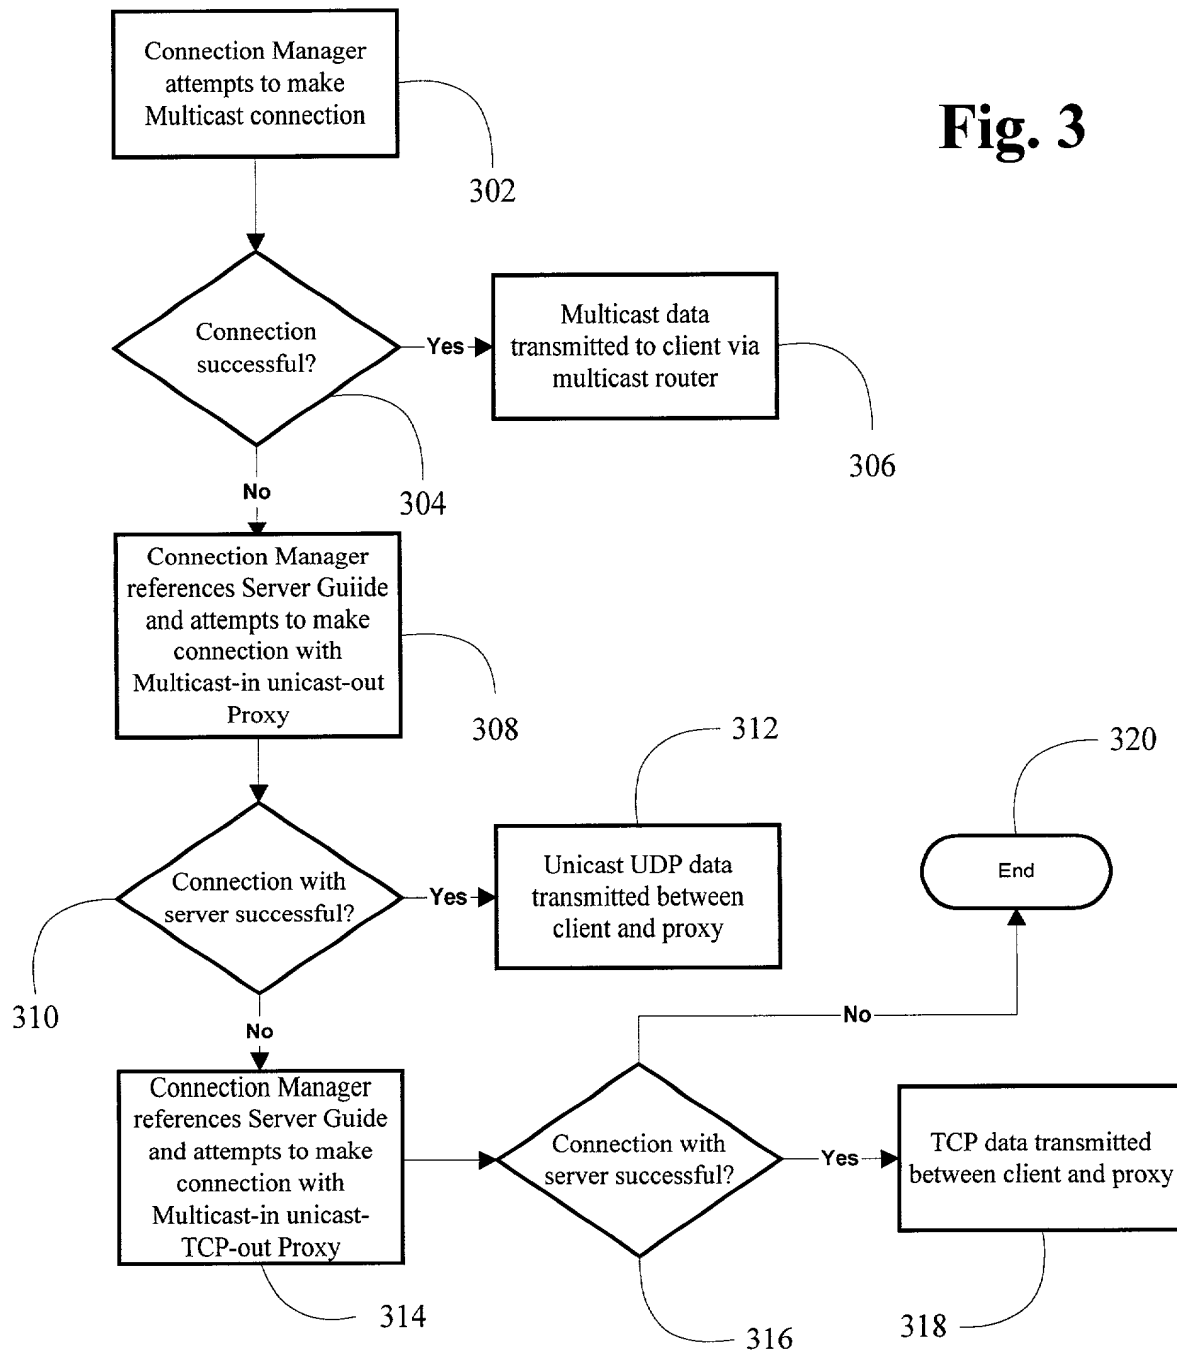 Connection Manager
attempts to make
Multicast connection
Fig. 3
302
Connection
successful?
Yes
Multicast data
transmitted to client via
multicast router
306
304
No
Connection Manager
references Server Guiide
and attempts to make
connection with
Multicast-in unicast-out
Proxy
308
312
320
Connection with
server successful?
Yes
Unicast UDP data
transmitted between
client and proxy
End
310
No
No
Connection Manager
references Server Guide
and attempts to make
connection with
Multicast-in unicast-
TCP-out Proxy
Connection with
server successful?
Yes
TCP data transmitted
between client and proxy
314
316
318